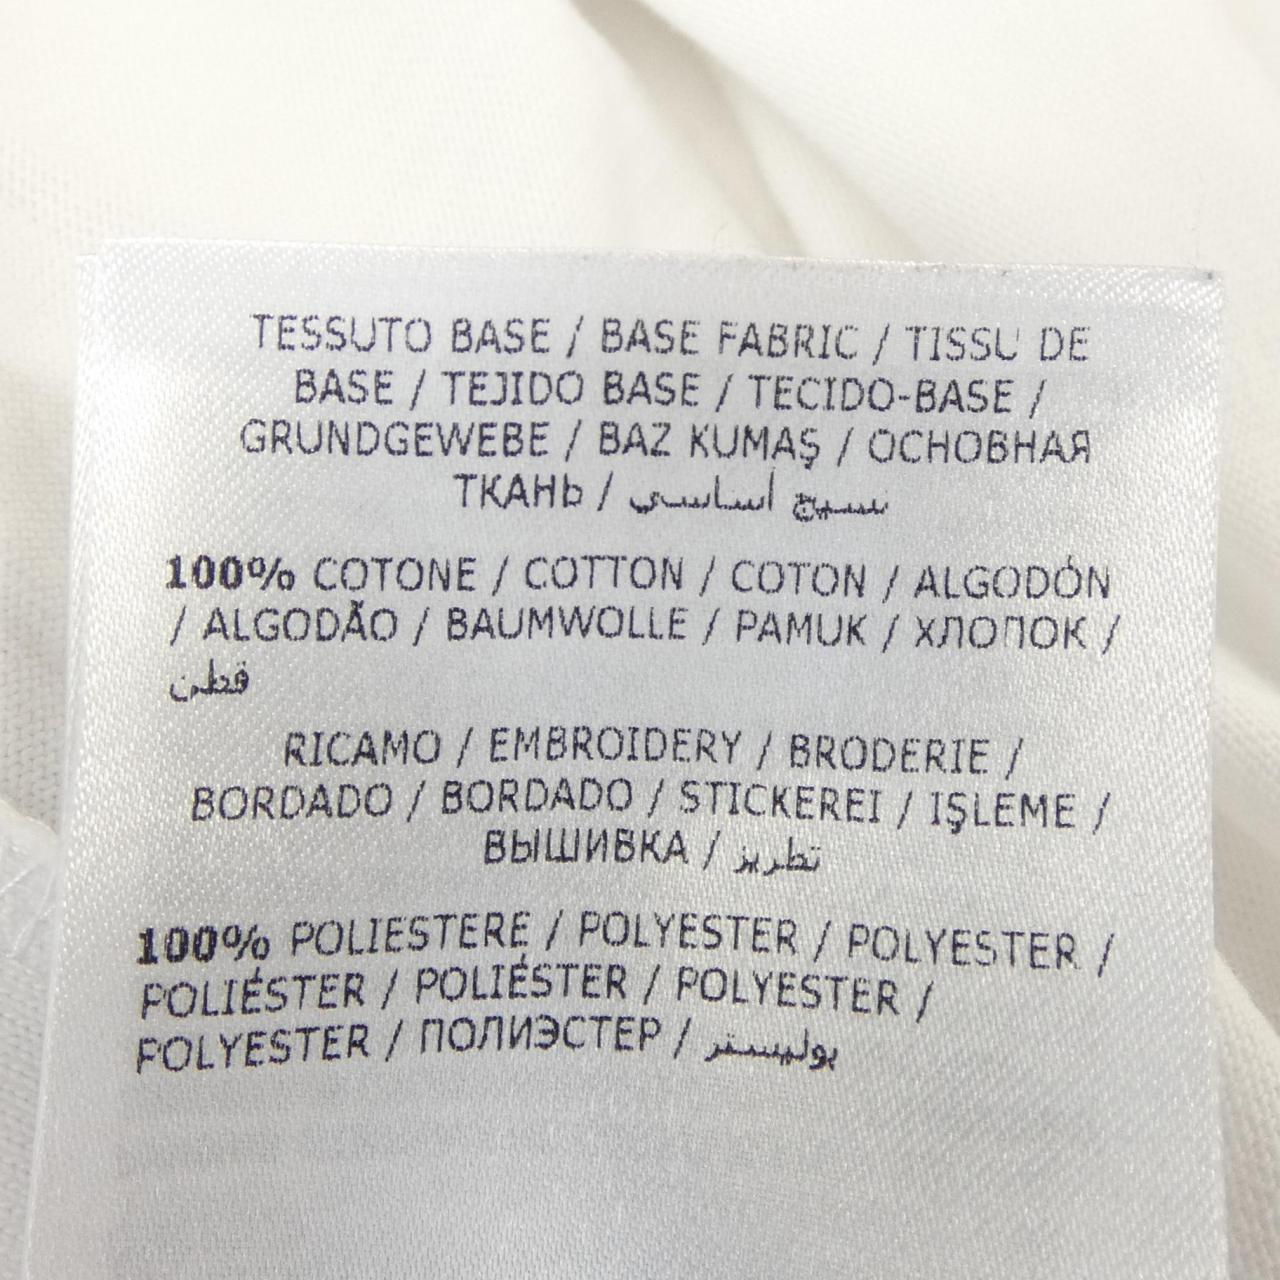 TESSUTO BASE / BASE FABRIC / TISSU DE
BASE / TEJIDO BASE / TECIDO-BASE /
GRUNDGEWEBE / BAZ KUMAŞ / ОСНОВНАЯ
ТКАНЬ / نسيج أساسي
100% COTONE / COTTON / COTON / ALGODÓN
/ ALGODÃO / BAUMWOLLE / PAMUK / ХЛОПОК /
قطن
RICAMO / EMBROIDERY / BRODERIE /
BORDADO / BORDADO / STICKEREI / IŞLEME /
ВЫШИВКА / تطريز
100% POLIESTERE / POLYESTER / POLYESTER /
POLIÉSTER / POLIÉSTER / POLYESTER /
POLYESTER / ПОЛИЭСТЕР / بوليستر